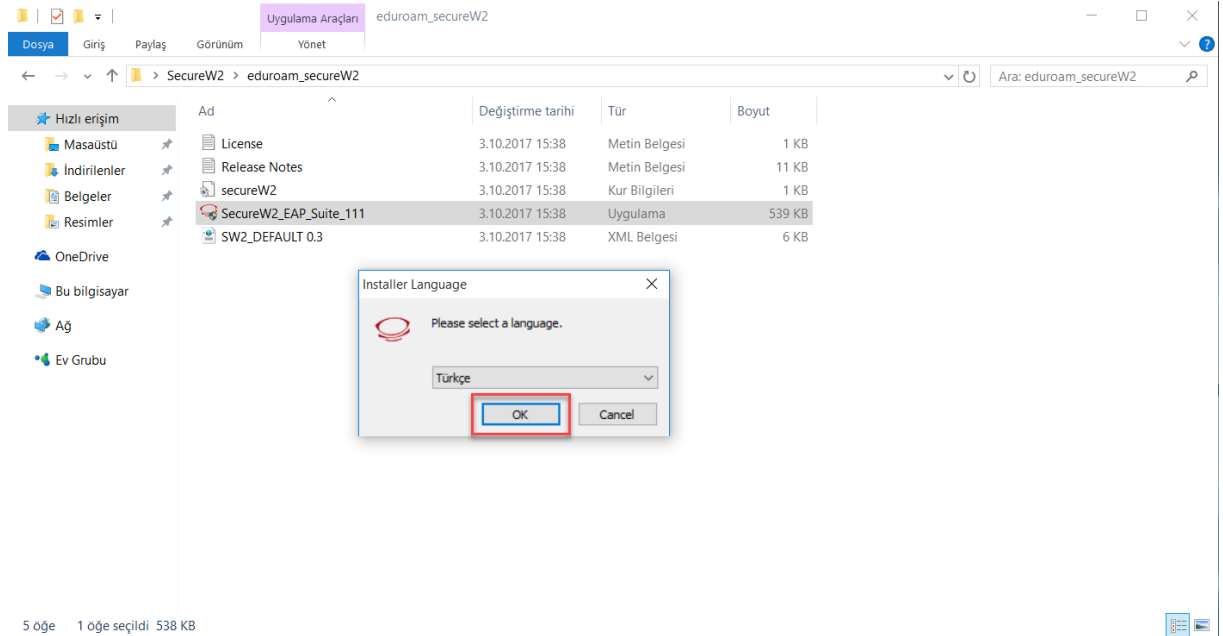 Uygulama Araçları eduroam_secureW2
Dosya Giriş Paylaş Görünüm Yönet
SecureW2 > eduroam_secureW2 Ara: eduroam_secureW2
Ad Değiştirme tarihi Tür Boyut
Hızlı erişim
Masaüstü
İndirilenler
Belgeler
Resimler
OneDrive
Bu bilgisayar
Ağ
Ev Grubu
License 3.10.2017 15:38 Metin Belgesi 1 KB
Release Notes 3.10.2017 15:38 Metin Belgesi 11 KB
secureW2 3.10.2017 15:38 Kur Bilgileri 1 KB
SecureW2_EAP_Suite_111 3.10.2017 15:38 Uygulama 539 KB
SW2_DEFAULT 0.3 3.10.2017 15:38 XML Belgesi 6 KB
Installer Language
Please select a language.
Türkçe
OK Cancel
5 öğe 1 öğe seçildi 538 KB